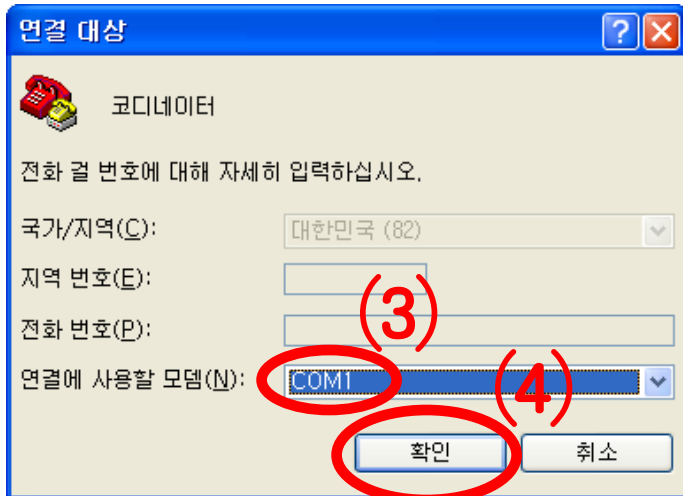 연결 대상
코디네이터
전화 걸 번호에 대해 자세히 입력하십시오.
국가/지역(C): 대한민국 (82)
지역 번호(E):
(3)
전화 번호(P):
연결에 사용할 모뎀(N): COM1
(4)
확인 취소